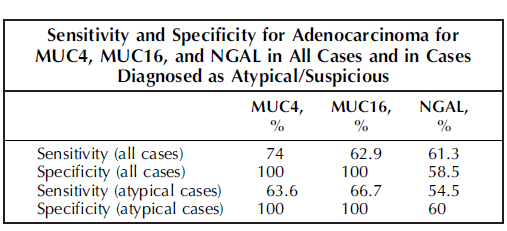 Sensitivity and Specificity for Adenocarcinoma for
MUC4, MUC16, and NGAL in All Cases and in Cases
Diagnosed as Atypical/Suspicious
MUC4, MUC16, NGAL,
% % %
Sensitivity (all cases) 74 62.9 61.3
Specificity (all cases) 100 100 58.5
Sensitivity (atypical cases) 63.6 66.7 54.5
Specificity (atypical cases) 100 100 60